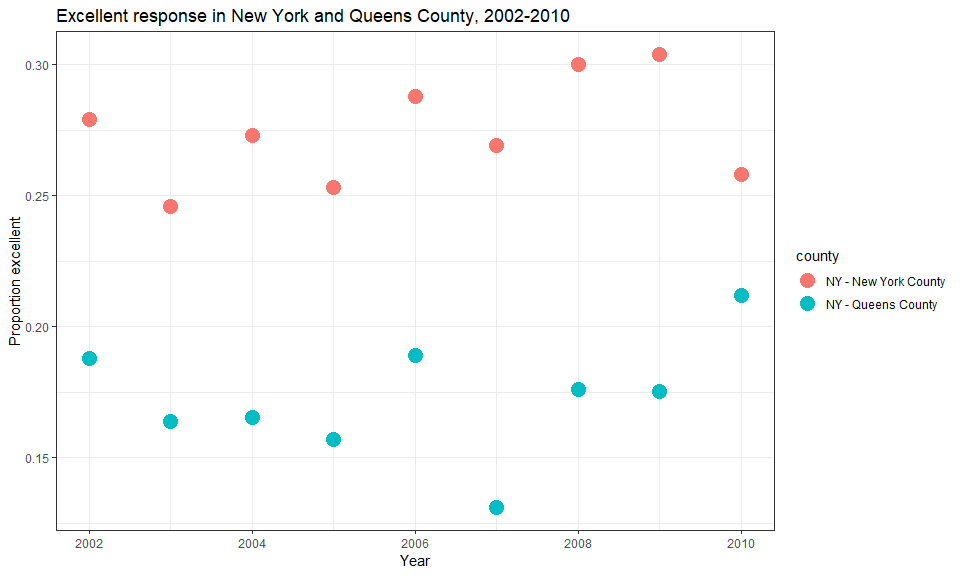 Excellent response in New York and Queens County, 2002-2010
0.30
0.25
0.20
0.15
Proportion excellent
2002 2004 2006 2008 2010
Year
county
NY - New York County
NY - Queens County